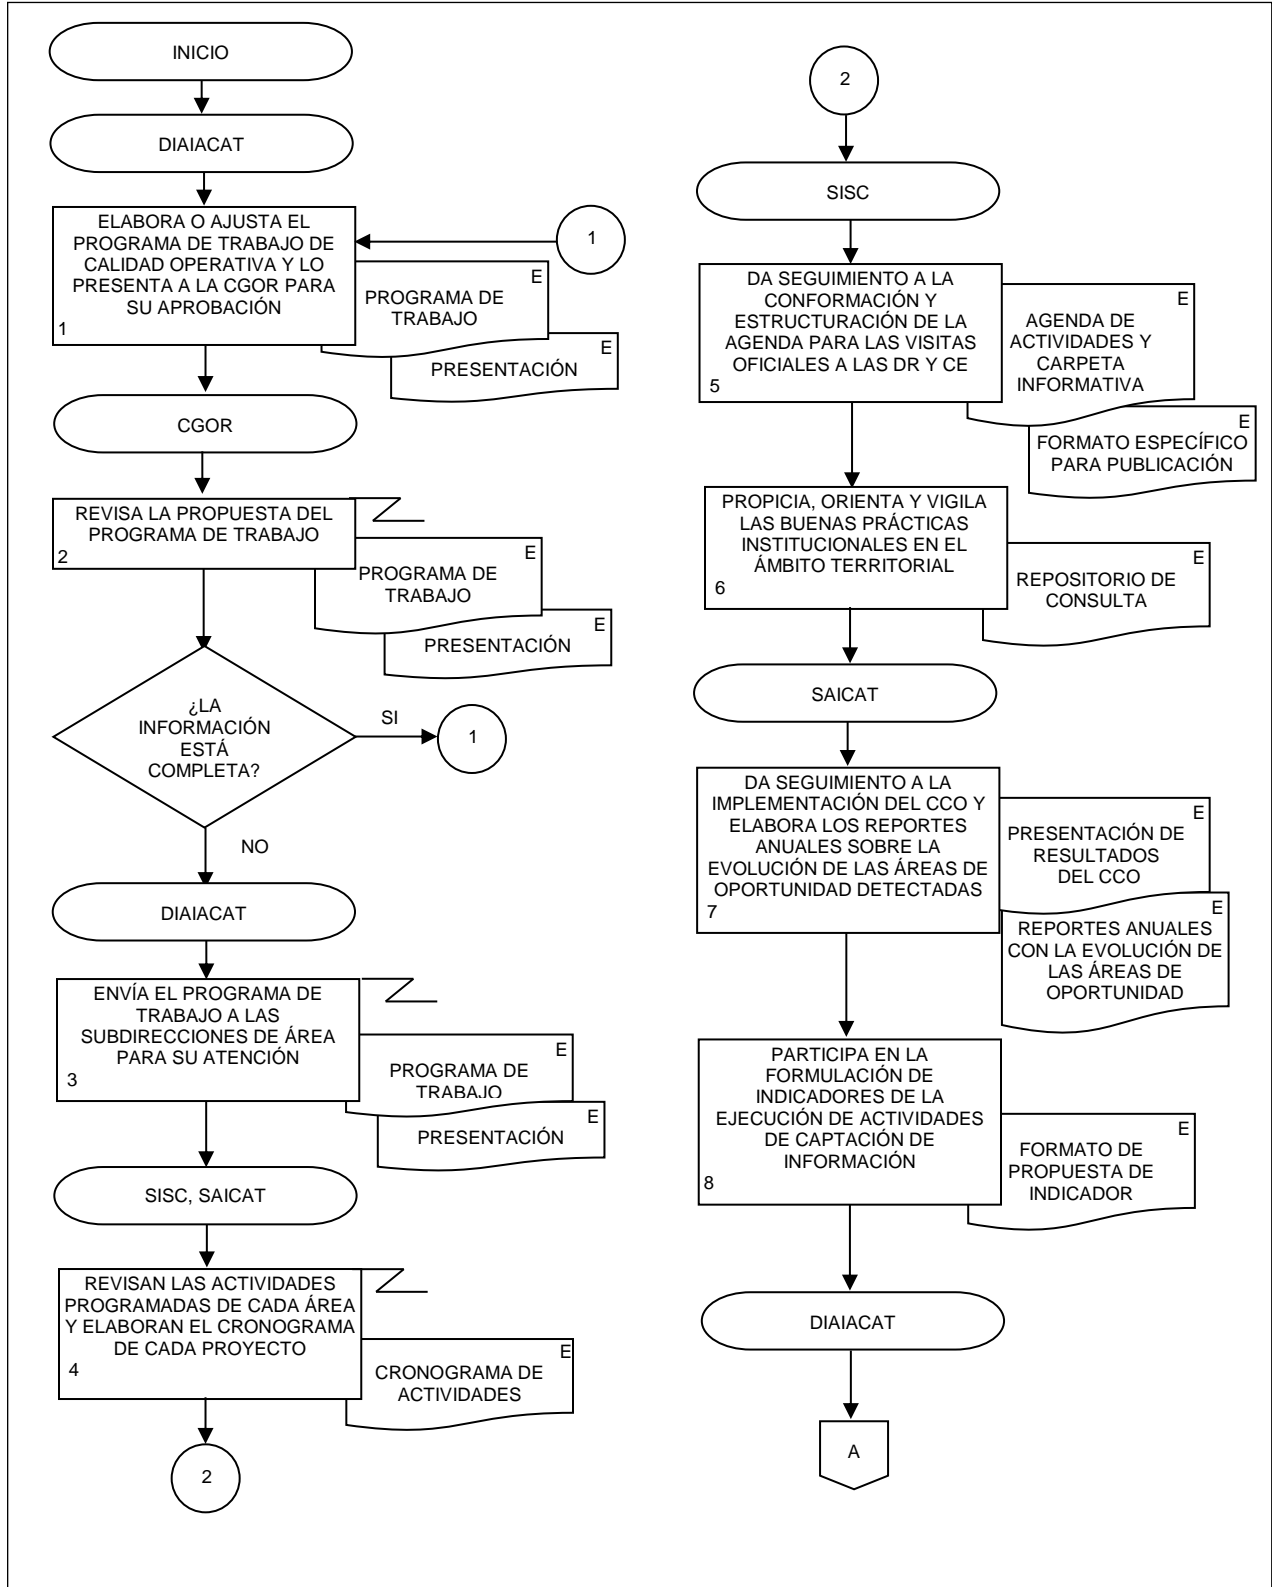 INICIO
DIAIACAT
ELABORA O AJUSTA EL
PROGRAMA DE TRABAJO DE
CALIDAD OPERATIVA Y LO
PRESENTA A LA CGOR PARA
SU APROBACIÓN
1
1
E
PROGRAMA DE
TRABAJO
E
PRESENTACIÓN
CGOR
REVISA LA PROPUESTA DEL
PROGRAMA DE TRABAJO
2
E
PROGRAMA DE
TRABAJO
E
PRESENTACIÓN
¿LA
INFORMACIÓN
ESTÁ
COMPLETA?
SI
1
NO
DIAIACAT
ENVÍA EL PROGRAMA DE
TRABAJO A LAS
SUBDIRECCIONES DE ÁREA
PARA SU ATENCIÓN
3
E
PROGRAMA DE
TRABAJO
E
PRESENTACIÓN
SISC, SAICAT
REVISAN LAS ACTIVIDADES
PROGRAMADAS DE CADA ÁREA
Y ELABORAN EL CRONOGRAMA
DE CADA PROYECTO
4
E
CRONOGRAMA DE
ACTIVIDADES
2
2
SISC
DA SEGUIMIENTO A LA
CONFORMACIÓN Y
ESTRUCTURACIÓN DE LA
AGENDA PARA LAS VISITAS
OFICIALES A LAS DR Y CE
5
E
AGENDA DE
ACTIVIDADES Y
CARPETA
INFORMATIVA
E
FORMATO ESPECÍFICO
PARA PUBLICACIÓN
PROPICIA, ORIENTA Y VIGILA
LAS BUENAS PRÁCTICAS
INSTITUCIONALES EN EL
ÁMBITO TERRITORIAL
6
E
REPOSITORIO DE
CONSULTA
SAICAT
DA SEGUIMIENTO A LA
IMPLEMENTACIÓN DEL CCO Y
ELABORA LOS REPORTES
ANUALES SOBRE LA
EVOLUCIÓN DE LAS ÁREAS DE
OPORTUNIDAD DETECTADAS
7
E
PRESENTACIÓN DE
RESULTADOS
DEL CCO
E
REPORTES ANUALES
CON LA EVOLUCIÓN DE
LAS ÁREAS DE
OPORTUNIDAD
PARTICIPA EN LA
FORMULACIÓN DE
INDICADORES DE LA
EJECUCIÓN DE ACTIVIDADES
DE CAPTACIÓN DE
INFORMACIÓN
8
E
FORMATO DE
PROPUESTA DE
INDICADOR
DIAIACAT
A